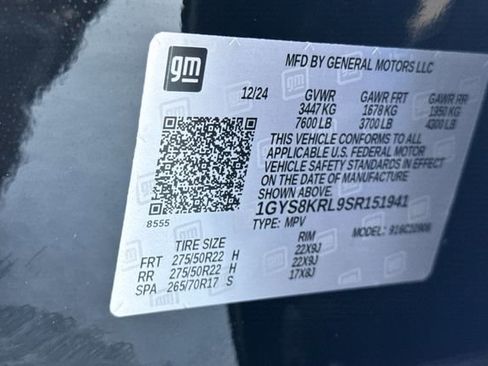 gm
MFD BY GENERAL MOTORS LLC
12/24 GVWR GAWR FRT GAWR RR
3447 KG 1678 KG 1950 KG
7600 LB 3700 LB 4300 LB
THIS VEHICLE CONFORMS TO ALL
APPLICABLE U.S. FEDERAL MOTOR
VEHICLE SAFETY STANDARDS IN EFFECT
ON THE DATE OF MANUFACTURE
SHOWN ABOVE.
1GYS8KRL9SR151941
8555 TYPE: MPV MODEL:
TIRE SIZE RIM
FRT 275/50R22 H 22X9J
RR 275/50R22 H 22X9J
SPA 265/70R17 S 17X8J